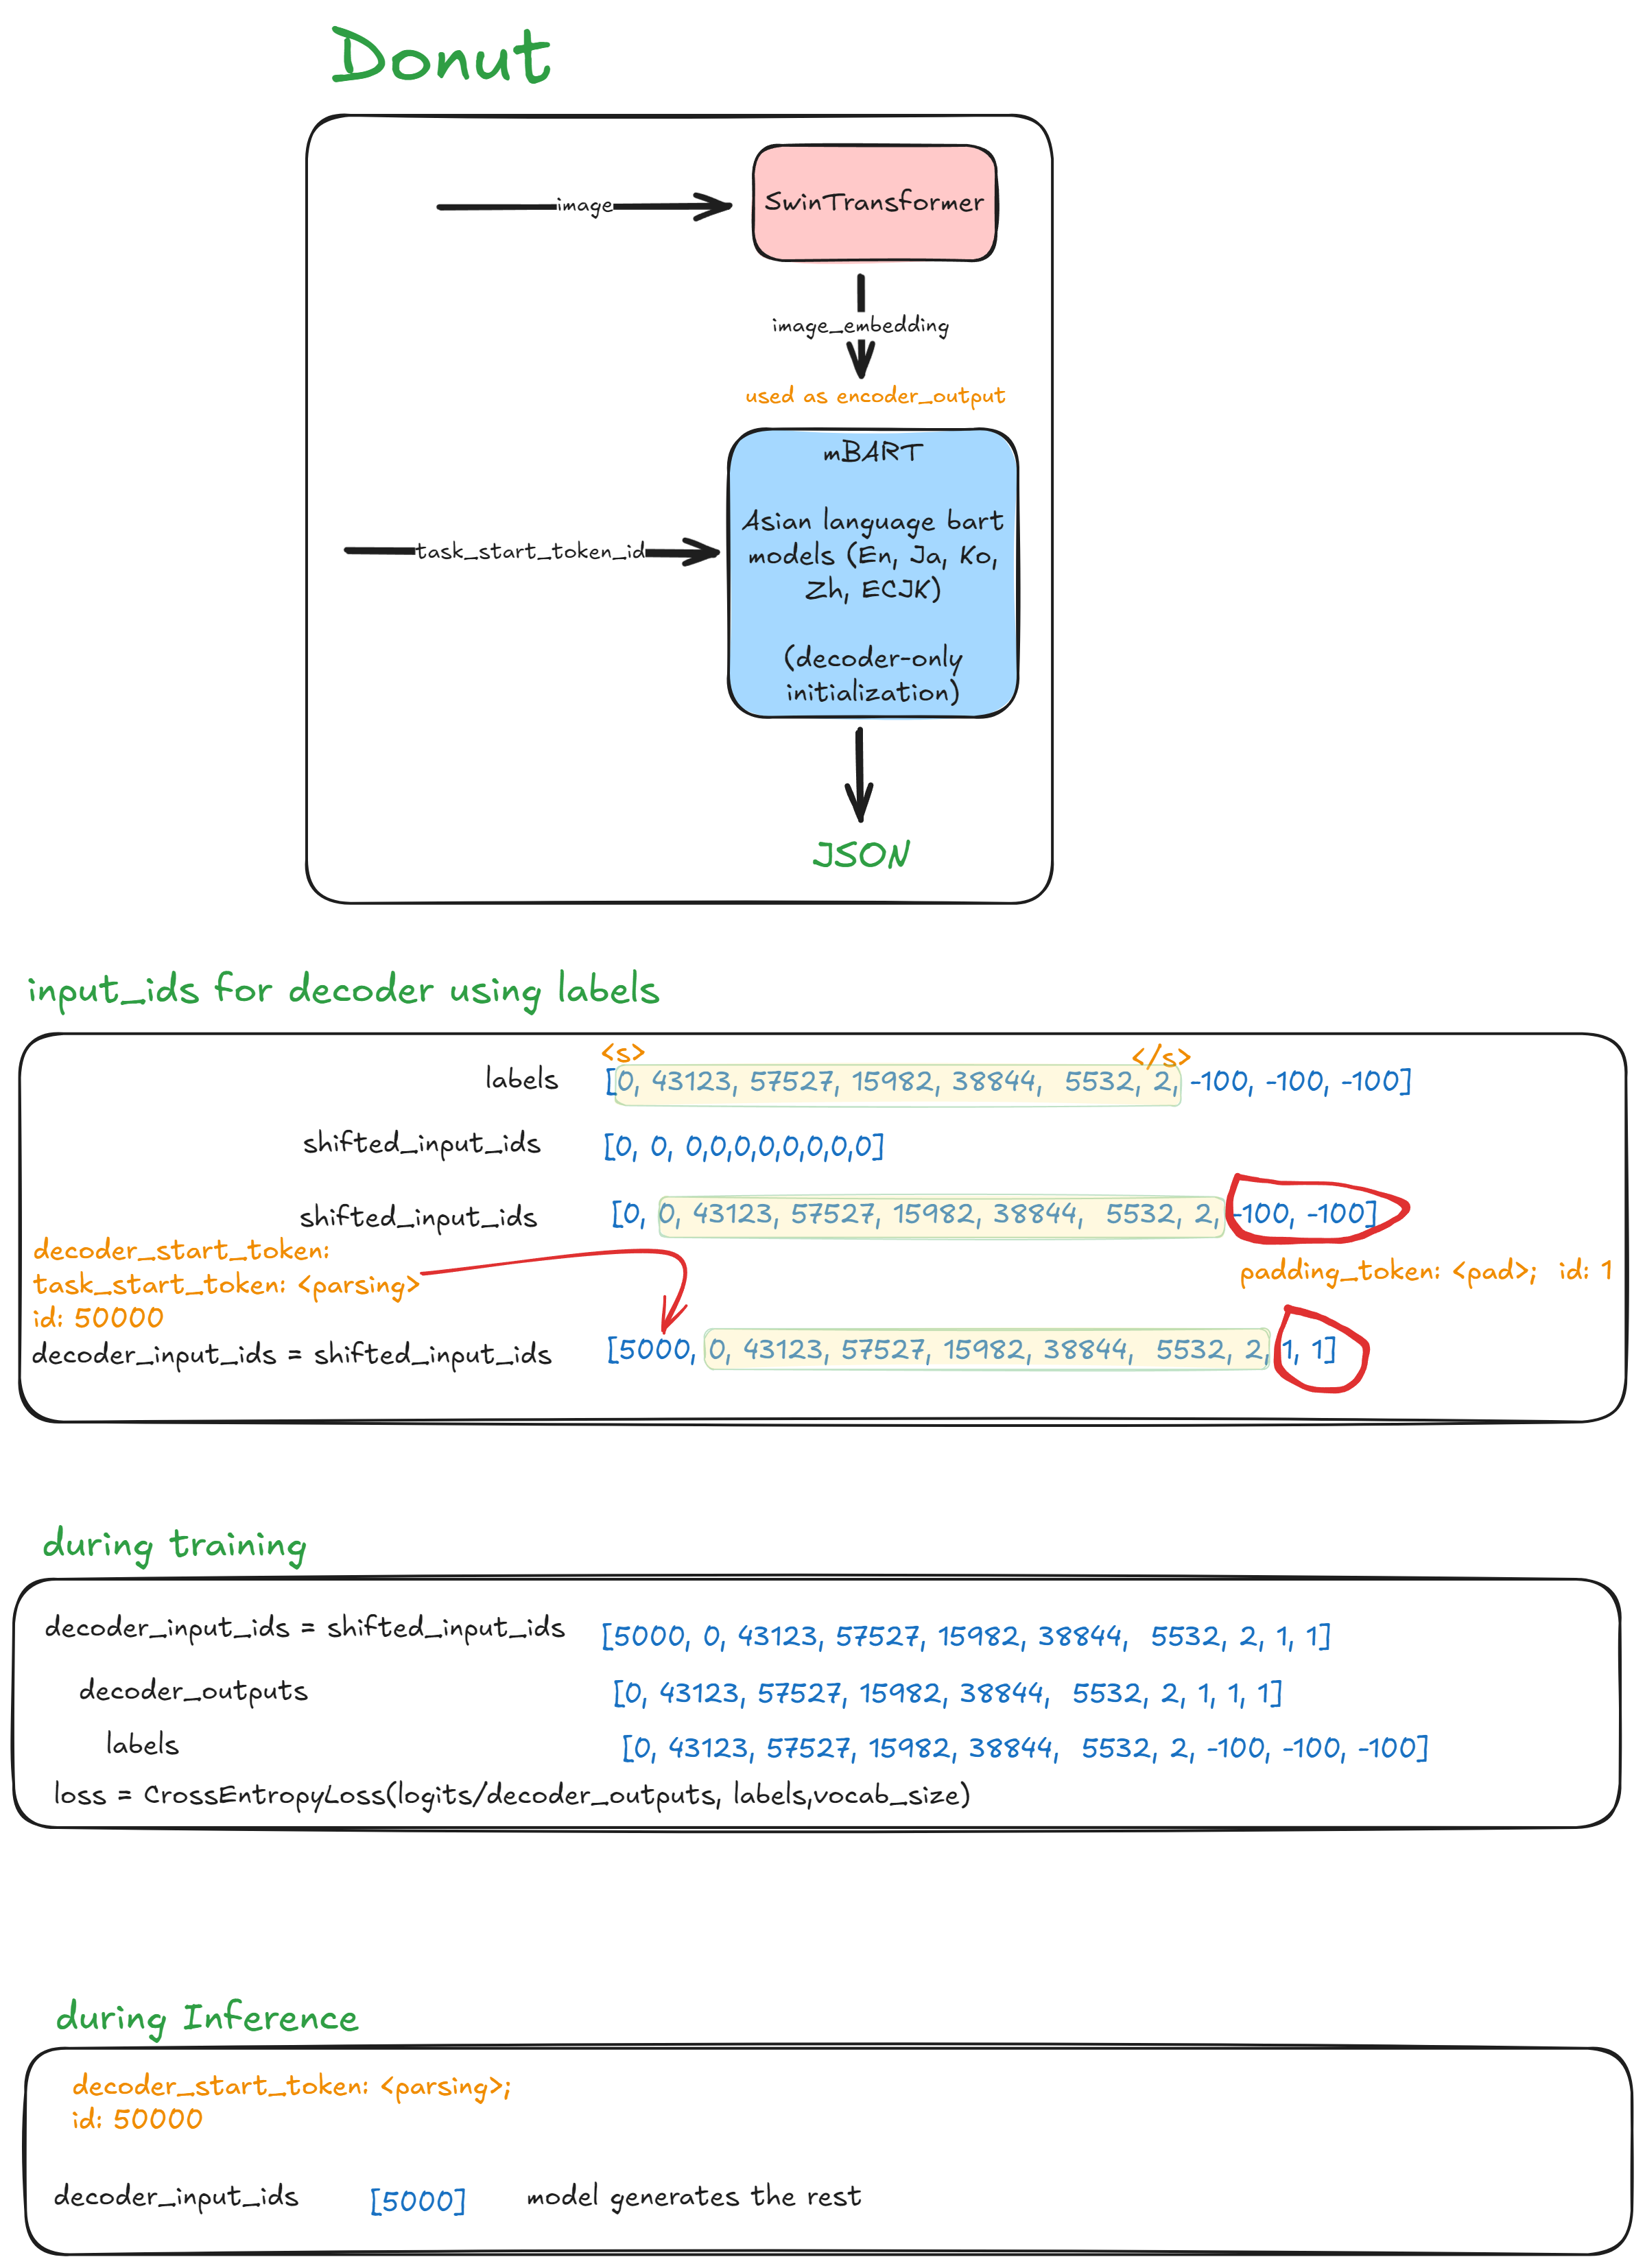 Donut
image
SwinTransformer
image_embedding
used as encoder_output
mBART
Asian language bart
models (En, Ja, Ko,
Zh, ECJK)
(decoder-only
initialization)
task_start_token_id
JSON
input_ids for decoder using labels
<s> </s>
labels [0, 43123, 57527, 15982, 38844, 5532, 2, -100, -100, -100]
shifted_input_ids [0, 0, 0,0,0,0,0,0,0,0]
shifted_input_ids [0, 0, 43123, 57527, 15982, 38844, 5532, 2, -100, -100]
decoder_start_token:
task_start_token: <parsing>
id: 50000
padding_token: <pad>; id: 1
decoder_input_ids = shifted_input_ids [5000, 0, 43123, 57527, 15982, 38844, 5532, 2, 1, 1]
during training
decoder_input_ids = shifted_input_ids [5000, 0, 43123, 57527, 15982, 38844, 5532, 2, 1, 1]
decoder_outputs [0, 43123, 57527, 15982, 38844, 5532, 2, 1, 1, 1]
labels [0, 43123, 57527, 15982, 38844, 5532, 2, -100, -100, -100]
loss = CrossEntropyLoss(logits/decoder_outputs, labels,vocab_size)
during Inference
decoder_start_token: <parsing>;
id: 50000
decoder_input_ids [5000] model generates the rest